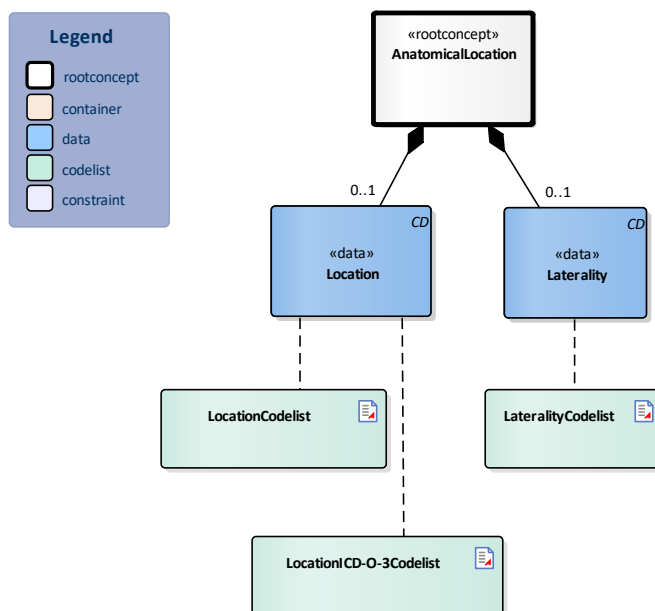 Legend
rootconcept
container
data
codelist
constraint
«rootconcept»
AnatomicalLocation
0..1
0..1
CD
«data»
Location
CD
«data»
Laterality
LocationCodelist
LateralityCodelist
LocationICD-O-3Codelist